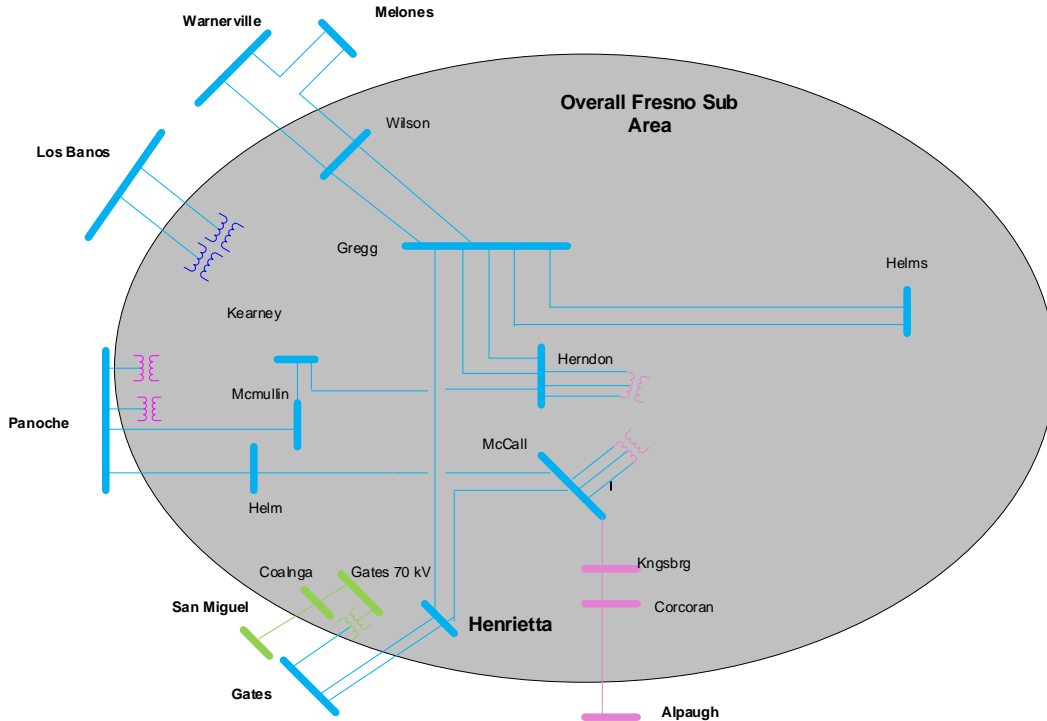 Melones
Warnerville
Overall Fresno Sub
Area
Wilson
Los Banos
Gregg
Helms
Kearney
Herndon
Mcmullin
Panoche
McCall
Helm
Kngsbrg
Coalnga
Gates 70 kV
San Miguel
Corcoran
Henrietta
Gates
Alpaugh